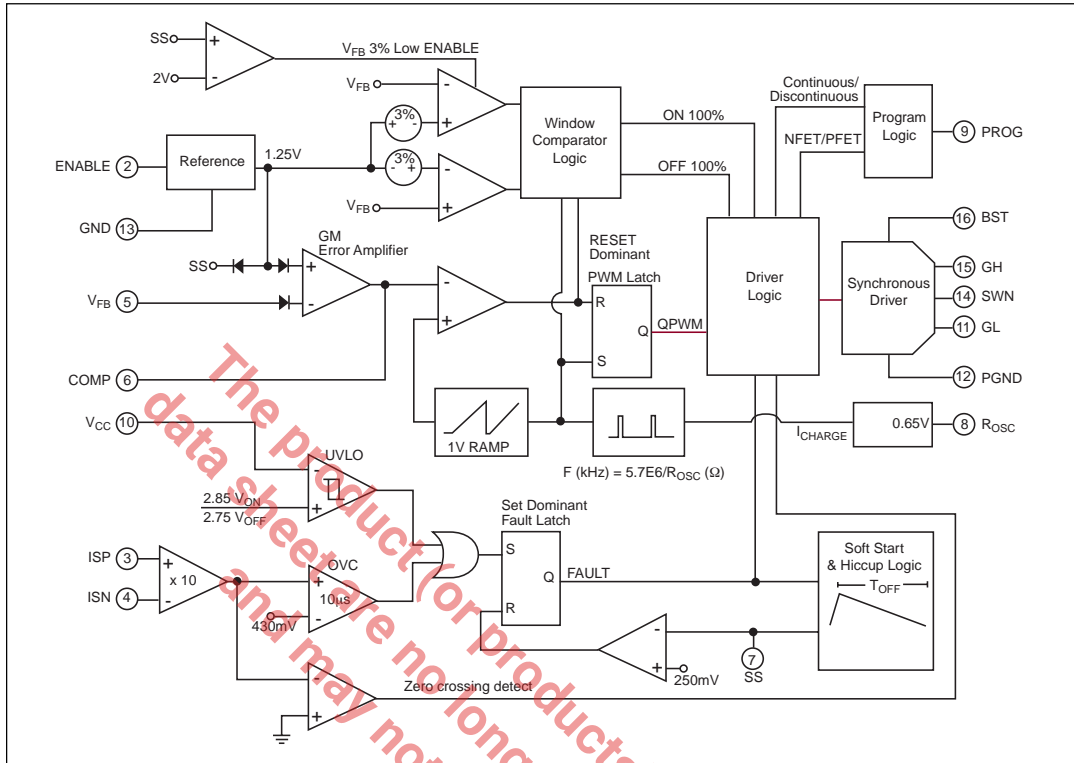 SS
+
2V
-
VFB 3% Low ENABLE
VFB
-
+
+ 3% -
Window
Comparator
Logic
ON 100%
OFF 100%
Continuous/
Discontinuous
NFET/PFET
Program
Logic
9 PROG
ENABLE 2
Reference
1.25V
- 3% +
-
+
VFB
GND 13
SS
GM
Error Amplifier
+
-
VFB 5
-
+
RESET
Dominant
PWM Latch
R
Q
S
QPWM
Driver
Logic
Synchronous
Driver
16 BST
15 GH
14 SWN
11 GL
12 PGND
COMP 6
VCC 10
1V RAMP
F (kHz) = 5.7E6/ROSC (Ω)
ICHARGE
0.65V
8 ROSC
UVLO
-
+
2.85 VON
2.75 VOFF
Set Dominant
Fault Latch
S
Q
R
FAULT
ISP 3
ISN 4
+
-
x 10
OVC
+
10µs
-
430mV
Soft Start
& Hiccup Logic
TOFF
-
+
250mV
7
SS
-
+
Zero crossing detect
The product (or products
data sheet are no long
and may not